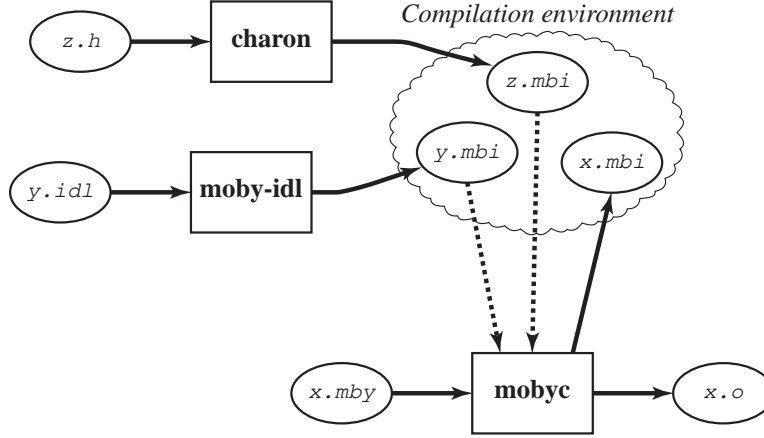 Compilation environment
z.h
charon
z.mbi
y.mbi
x.mbi
y.idl
moby-idl
x.mby
mobyc
x.o